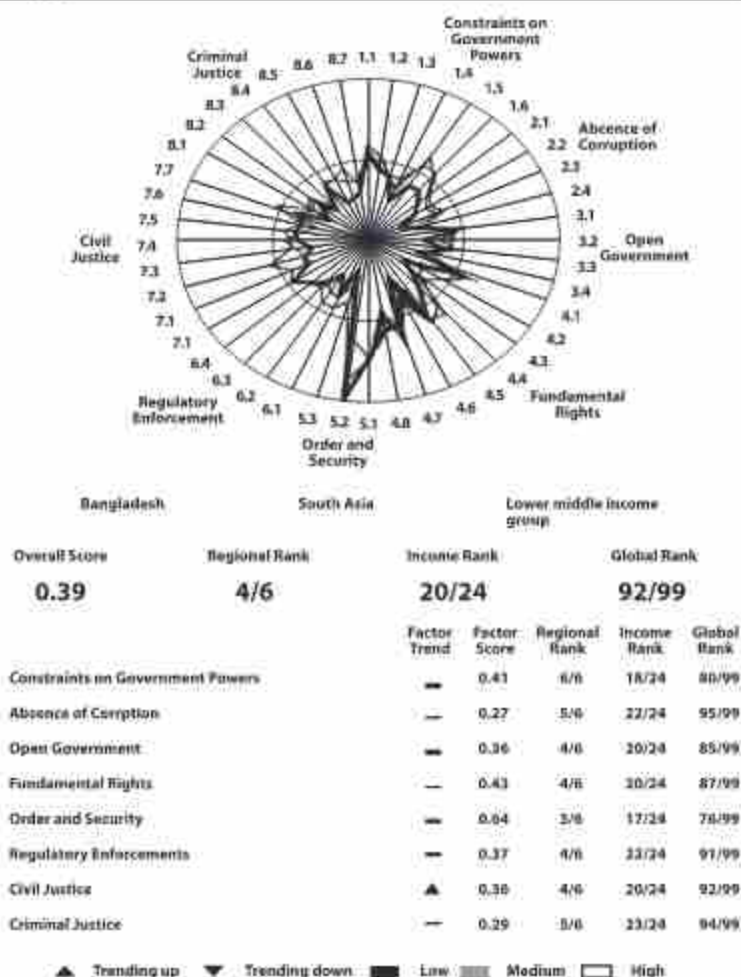 Constraints on
Government
Powers
Criminal
Justice
8.7 1.1 1.2 1.3
1.4
1.5
1.6
2.1
Absence of
2.2 Corruption
2.3
2.4
3.1
3.2 Open
Government
3.3
3.4
4.1
4.2
4.3
4.4
4.5
4.6
4.7
4.8
Fundamental
Rights
5.1
5.2
5.3
Order and
Security
6.1
6.2
6.3
6.4
Regulatory
Enforcement
7.1
7.1
7.2
7.3
Civil
Justice
7.4
7.5
7.6
7.7
8.1
8.2
8.3
8.4
8.5
8.6
Bangladesh South Asia Lower middle income
group
Overall Score Regional Rank Income Rank Global Rank
0.39 4/6 20/24 92/99
Factor Factor Regional Income Global
Trend Score Rank Rank Rank
Constraints on Government Powers 0.41 6/6 18/24 80/99
Absence of Corrption 0.27 5/6 22/24 95/99
Open Government 0.36 4/6 20/24 85/99
Fundamental Rights 0.43 4/6 20/24 87/99
Order and Security 0.64 3/6 17/24 76/99
Regulatory Enforcements 0.37 4/6 91/99
Civil Justice 0.36 4/6 20/24 92/99
Criminal Justice 0.29 5/6 23/24 94/99
Trending up Trending down Low Medium High